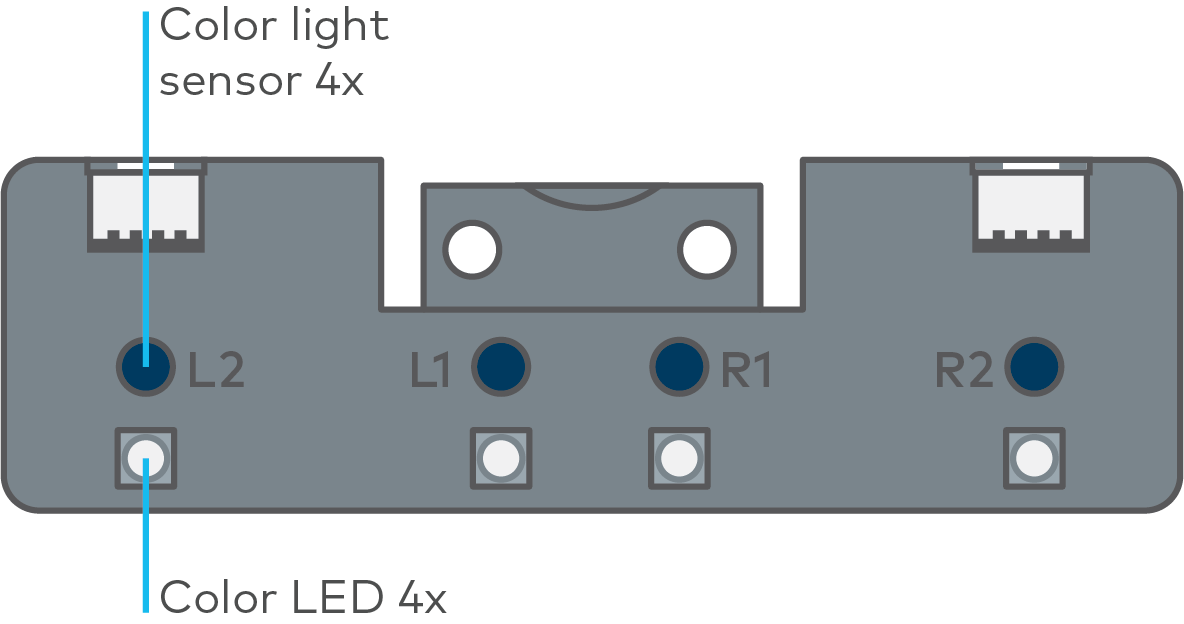 Color light
sensor 4x
L2
L1
R1
R2
Color LED 4x